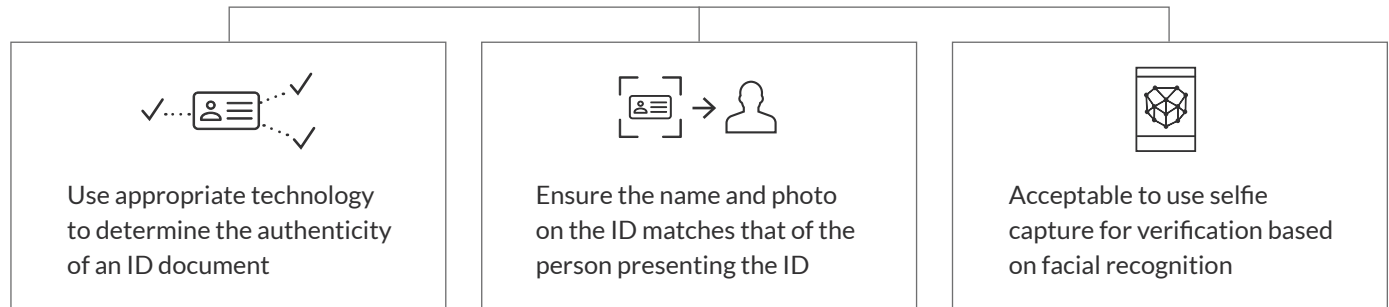 Use appropriate technology
to determine the authenticity
of an ID document
Ensure the name and photo
on the ID matches that of the
person presenting the ID
Acceptable to use selfie
capture for verification based
on facial recognition